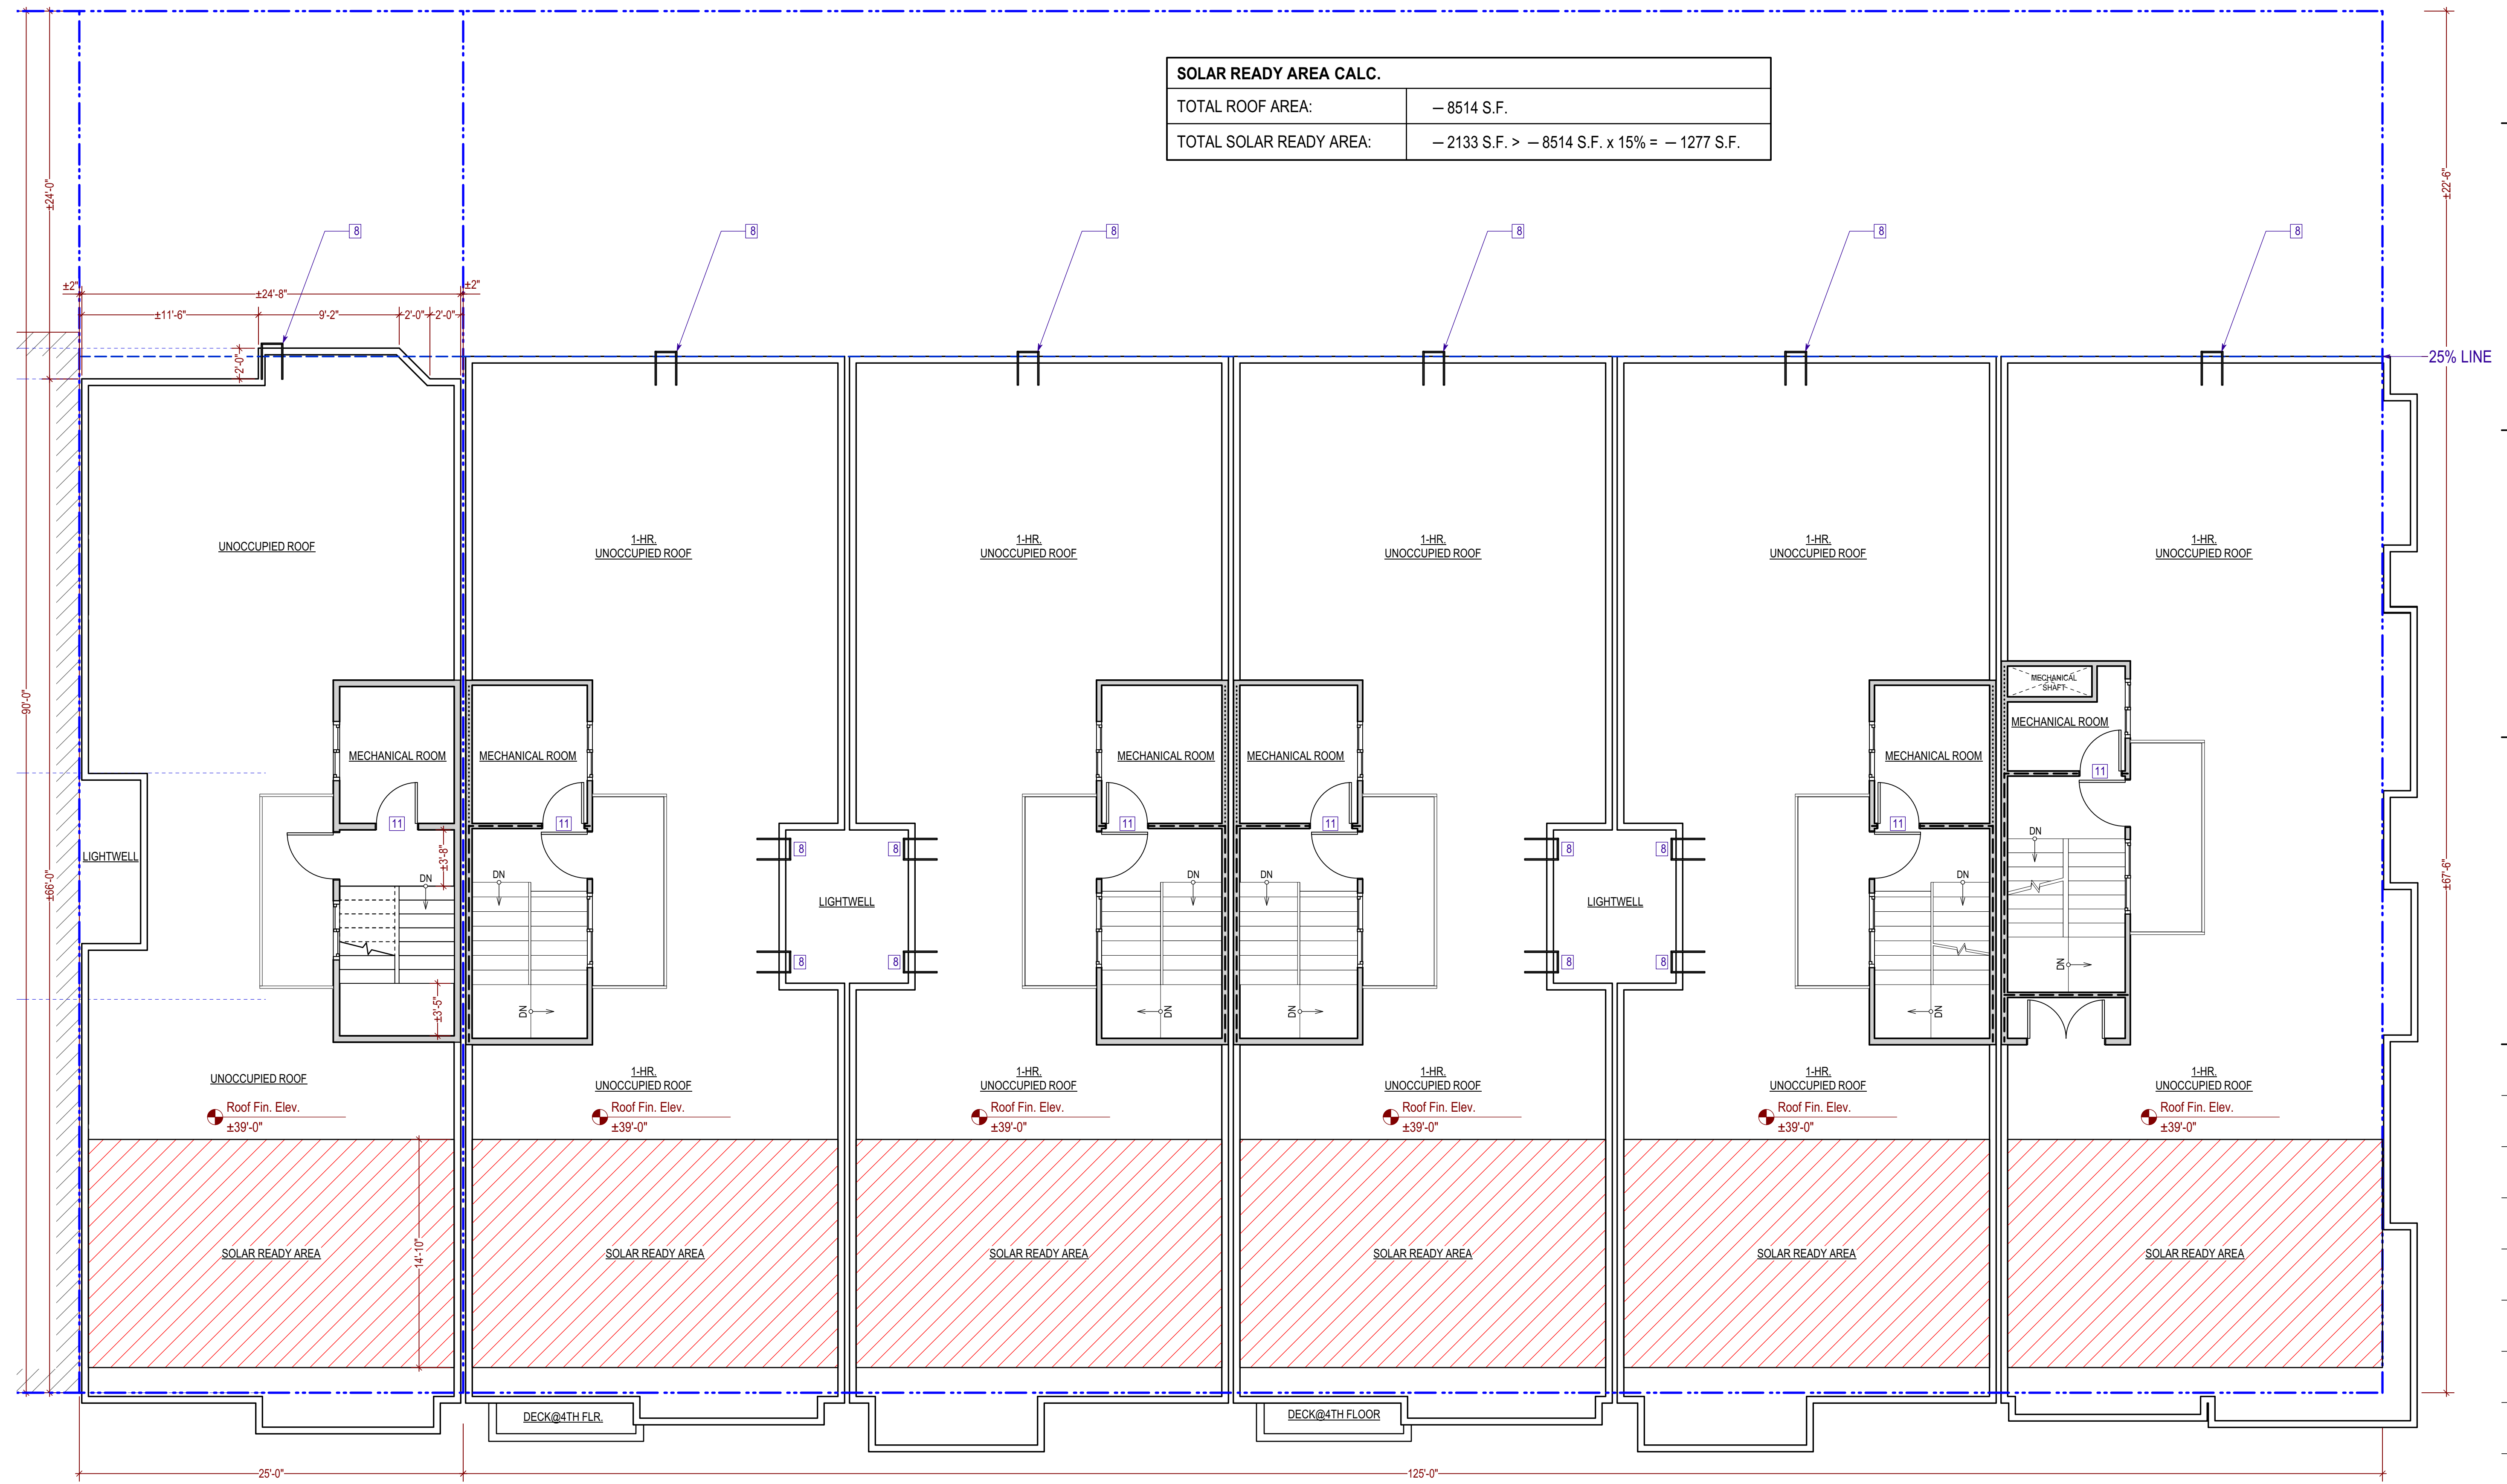 SOLAR READY AREA CALC.
TOTAL ROOF AREA: — 8514 S.F.
TOTAL SOLAR READY AREA: — 2133 S.F. > — 8514 S.F. x 15% = — 1277 S.F.
±24'-0"
±22'-6"
8 8 8 8 8 8
±2" ±24'-8" ±2"
±11'-6" 9'-2" 2'-0" 2'-0"
2'-0"
25% LINE
UNOCCUPIED ROOF
1-HR.
UNOCCUPIED ROOF
1-HR.
UNOCCUPIED ROOF
1-HR.
UNOCCUPIED ROOF
1-HR.
UNOCCUPIED ROOF
1-HR.
UNOCCUPIED ROOF
90'-0"
MECHANICAL
SHAFT
MECHANICAL ROOM
MECHANICAL ROOM
MECHANICAL ROOM
MECHANICAL ROOM
MECHANICAL ROOM
MECHANICAL ROOM
11
11 11 11 11 11
LIGHTWELL
±3'-8"
±66'-0"
±67'-6"
8 8 8 8
DN DN DN DN DN DN
LIGHTWELL
LIGHTWELL
8 8 8 8
±3'-5"
DN DN DN DN DN
UNOCCUPIED ROOF
1-HR.
UNOCCUPIED ROOF
1-HR.
UNOCCUPIED ROOF
1-HR.
UNOCCUPIED ROOF
1-HR.
UNOCCUPIED ROOF
1-HR.
UNOCCUPIED ROOF
Roof Fin. Elev.
±39'-0"
Roof Fin. Elev.
±39'-0"
Roof Fin. Elev.
±39'-0"
Roof Fin. Elev.
±39'-0"
Roof Fin. Elev.
±39'-0"
Roof Fin. Elev.
±39'-0"
14'-10"
SOLAR READY AREA
SOLAR READY AREA
SOLAR READY AREA
SOLAR READY AREA
SOLAR READY AREA
SOLAR READY AREA
DECK@4TH FLR.
DECK@4TH FLOOR
25'-0"
125'-0"